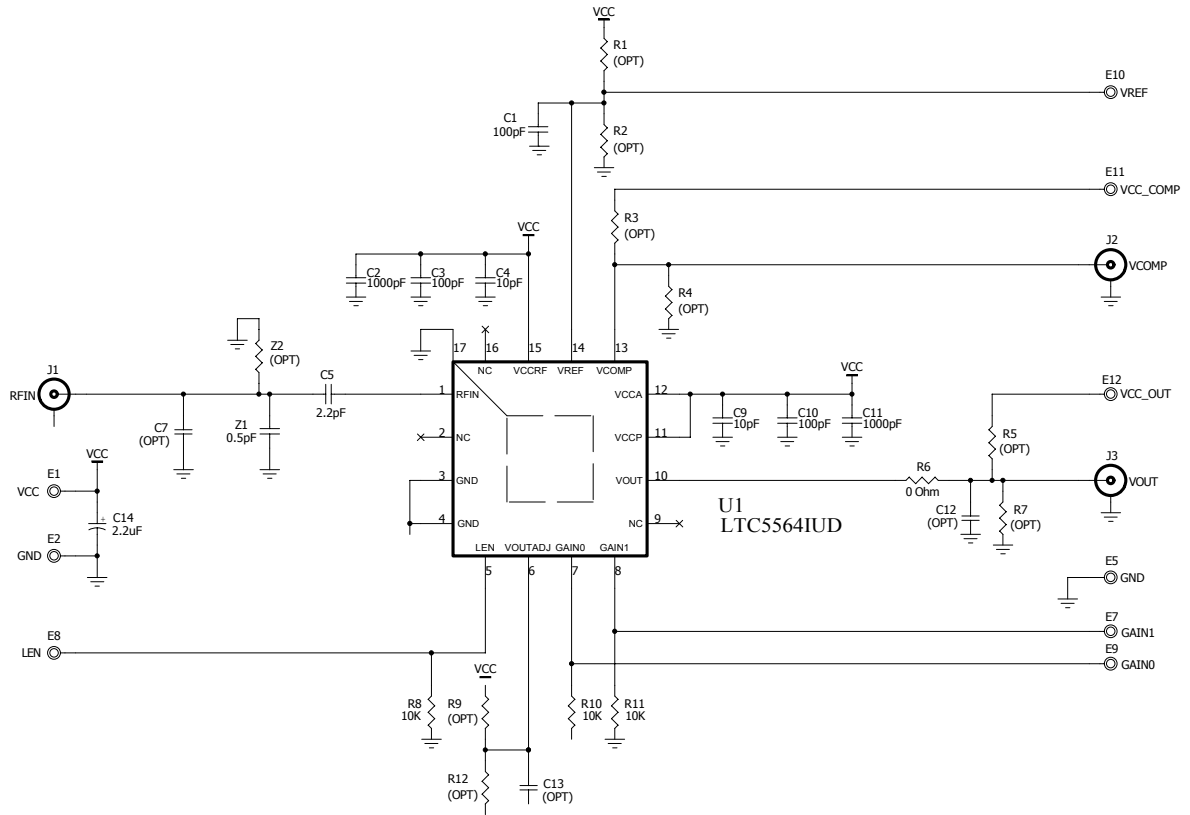 VCC
R1
(OPT)
E10
VREF
C1
100pF
R2
(OPT)
E11
VCC_COMP
R3
(OPT)
VCC
J2
VCOMP
C2
1000pF
C3
100pF
C4
10pF
R4
(OPT)
17
16
15
14
13
NC
VCCRF
VREF
VCOMP
Z2
(OPT)
J1
RFIN
C5
2.2pF
1
RFIN
VCCA
12
VCC
E12
VCC_OUT
C7
(OPT)
Z1
0.5pF
2
NC
VCCP
11
C9
10pF
C10
100pF
C11
1000pF
R5
(OPT)
VCC
E1
VCC
3
GND
VOUT
10
R6
0 Ohm
J3
VOUT
C14
+
2.2uF
U1
LTC5564IUD
C12
(OPT)
R7
(OPT)
4
GND
NC
9
E2
GND
LEN
VOUTADJ
GAIN0
GAIN1
5
6
7
8
E5
GND
E7
GAIN1
E8
LEN
E9
GAIN0
VCC
R8
10K
R9
(OPT)
R10
10K
R11
10K
R12
(OPT)
C13
(OPT)